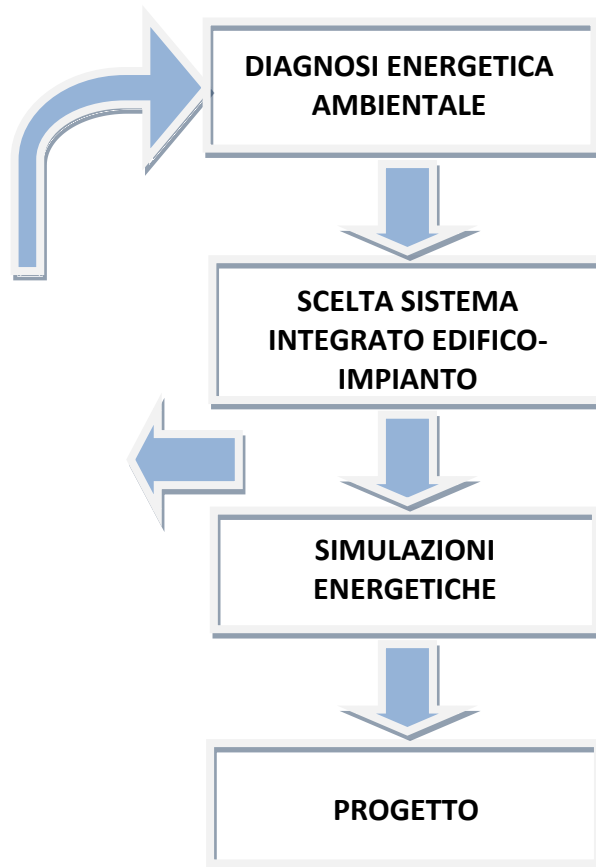 DIAGNOSI ENERGETICA
AMBIENTALE
SCELTA SISTEMA
INTEGRATO EDIFICO-
IMPIANTO
SIMULAZIONI
ENERGETICHE
PROGETTO